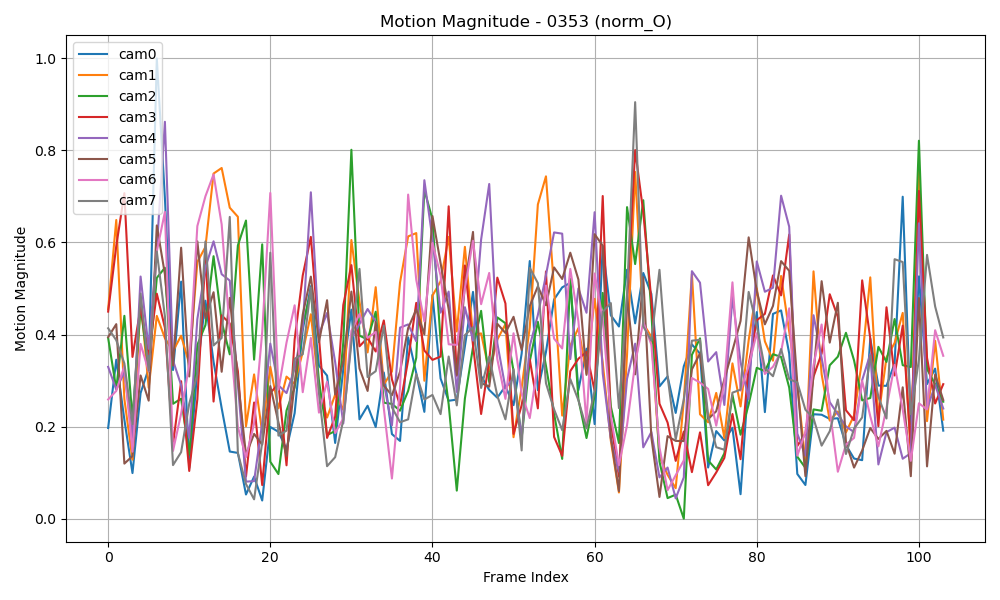 Motion Magnitude - 0353 (norm_O)
1.0
0.8
0.6
0.4
0.2
0.0
Motion Magnitude
cam0
cam1
cam2
cam3
cam4
cam5
cam6
cam7
0 20 40 60 80 100
Frame Index